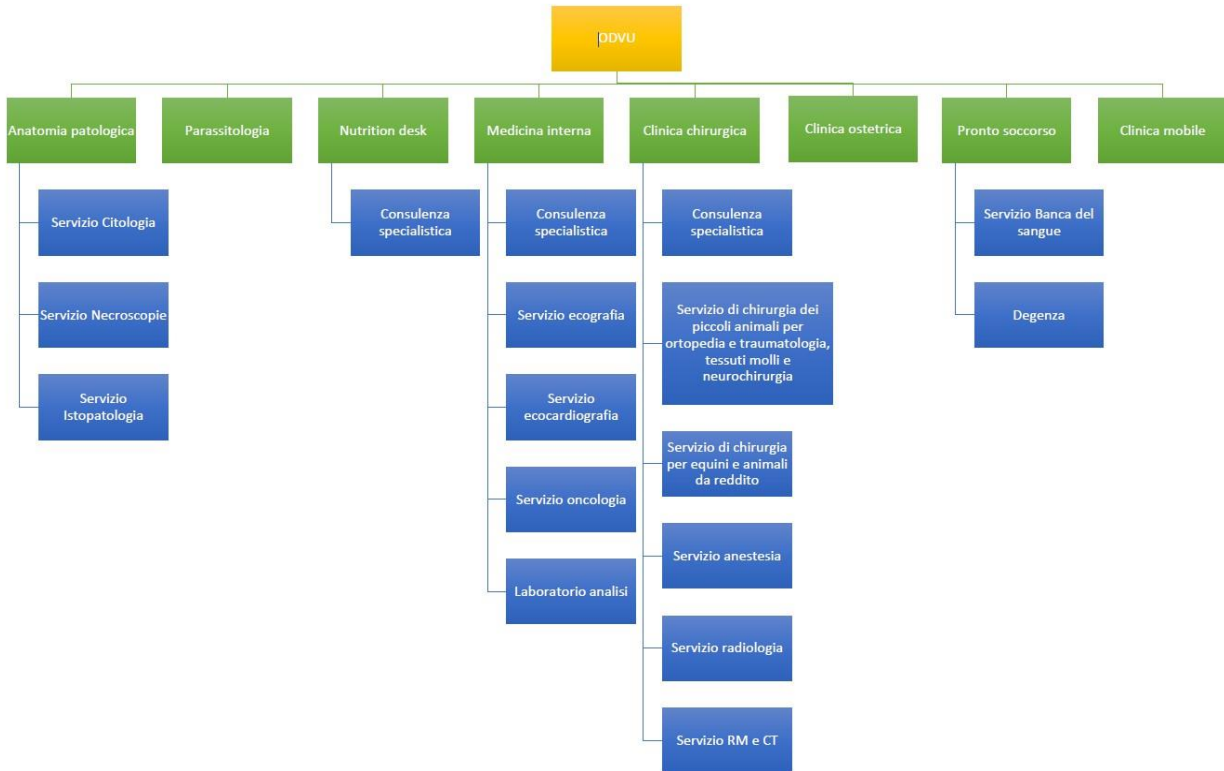 ODVU
Anatomia patologica
Parassitologia
Nutrition desk
Medicina interna
Clinica chirurgica
Clinica ostetrica
Pronto soccorso
Clinica mobile
Servizio Citologia
Servizio Necroscopie
Servizio
Istopatologia
Consulenza
specialistica
Consulenza
specialistica
Servizio ecografia
Servizio
ecocardiografia
Servizio oncologia
Laboratorio analisi
Consulenza
specialistica
Servizio di chirurgia dei
piccoli animali per
ortopedia e traumatologia,
tessuti molli e
neurochirurgia
Servizio di chirurgia
per equini e animali
da reddito
Servizio anestesia
Servizio radiologia
Servizio RM e CT
Servizio Banca del
sangue
Degenza